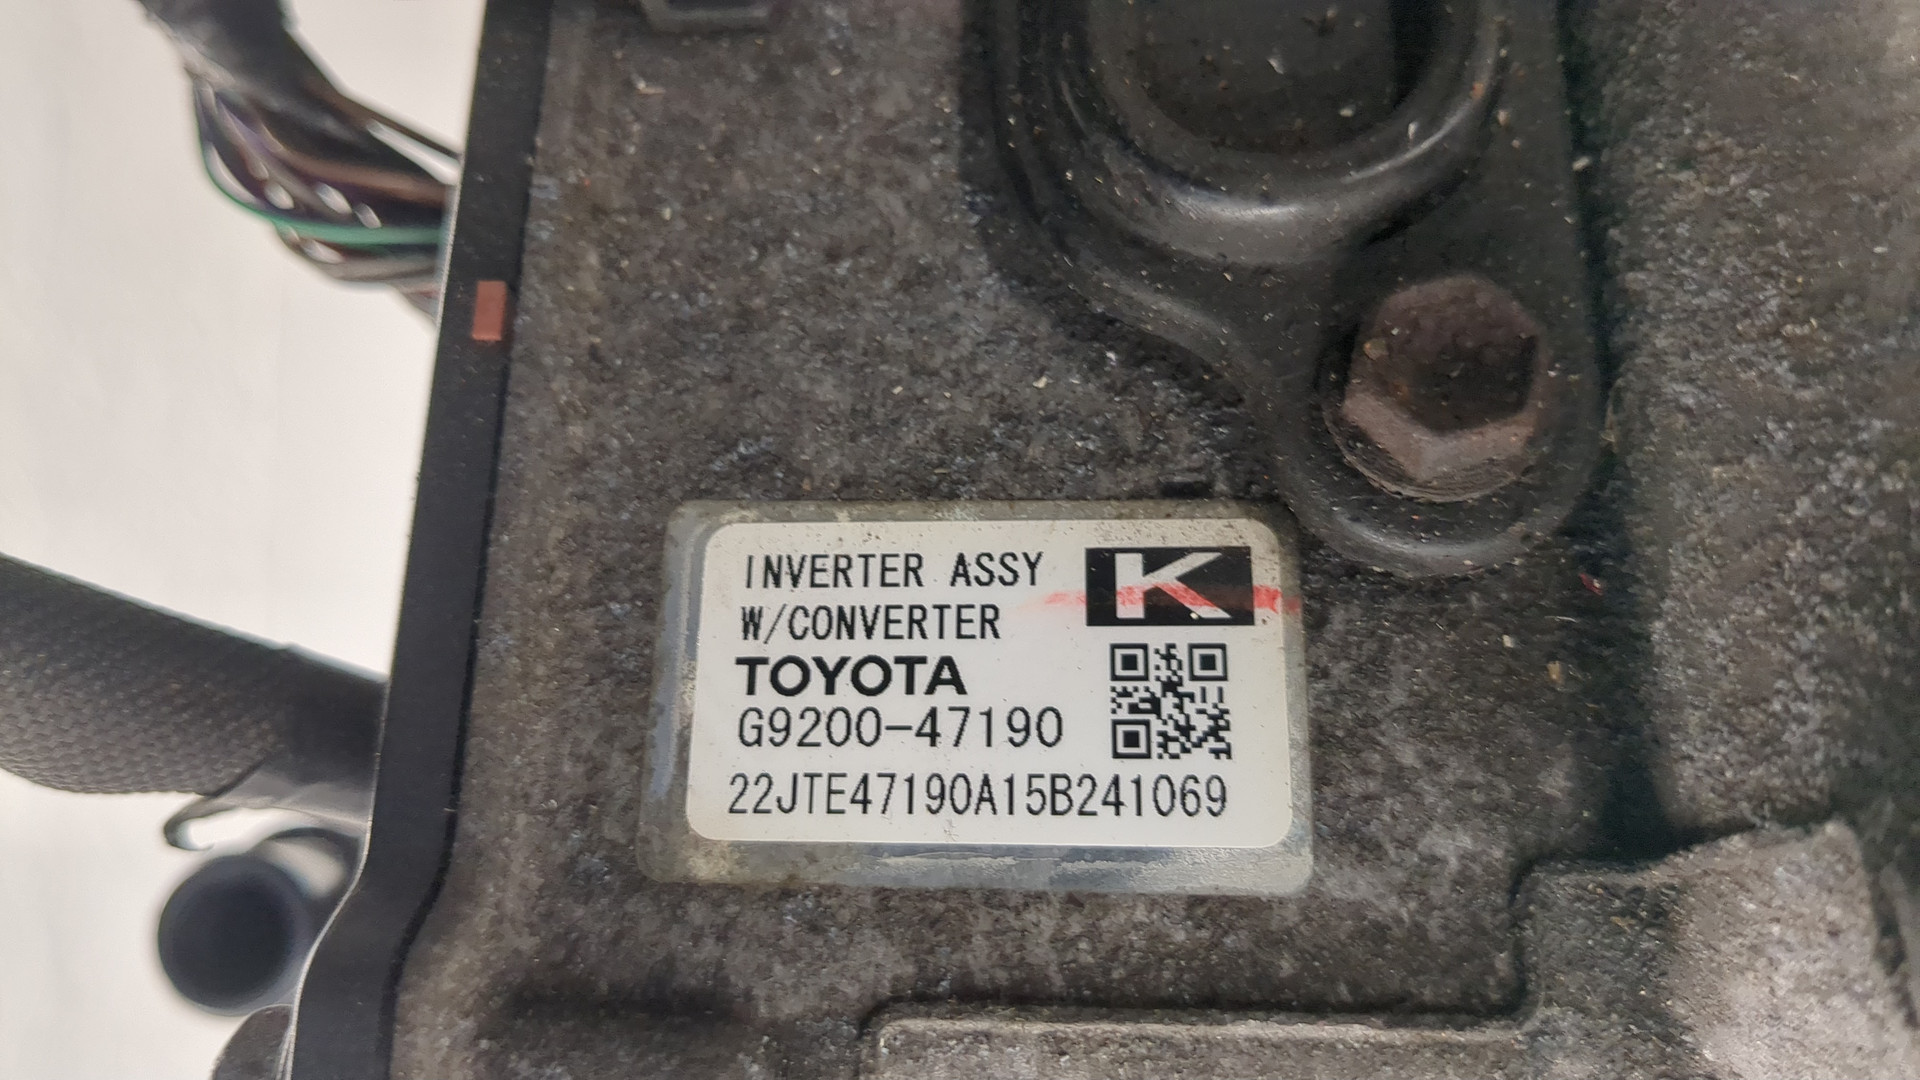 INVERTER ASSY K
W/CONVERTER
TOYOTA
G9200-47190
22JTE47190A15B241069